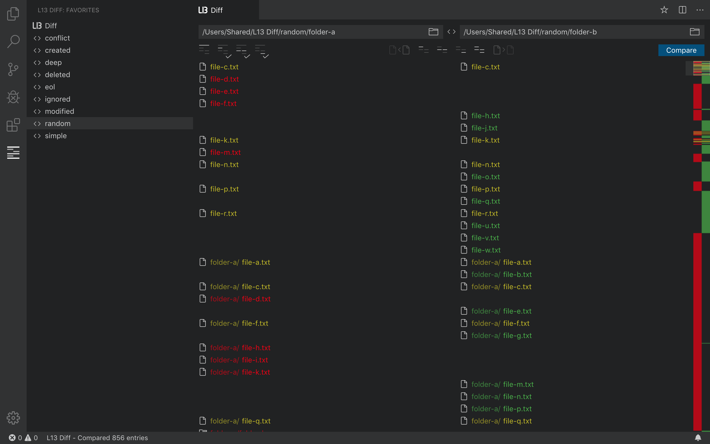 L13 DIFF: FAVORITES
Diff
conflict
created
deep
deleted
eol
ignored
modified
random
simple
Diff
/Users/Shared/L13 Diff/random/folder-a
/Users/Shared/L13 Diff/random/folder-b
Compare
file-c.txt
file-d.txt
file-e.txt
file-f.txt
file-k.txt
file-m.txt
file-n.txt
file-p.txt
file-r.txt
folder-a/ file-a.txt
folder-a/ file-c.txt
folder-a/ file-d.txt
folder-a/ file-f.txt
folder-a/ file-h.txt
folder-a/ file-i.txt
folder-a/ file-k.txt
folder-a/ file-q.txt
file-c.txt
file-h.txt
file-j.txt
file-k.txt
file-n.txt
file-o.txt
file-p.txt
file-q.txt
file-r.txt
file-u.txt
file-v.txt
file-w.txt
folder-a/ file-a.txt
folder-a/ file-b.txt
folder-a/ file-c.txt
folder-a/ file-e.txt
folder-a/ file-f.txt
folder-a/ file-g.txt
folder-a/ file-m.txt
folder-a/ file-n.txt
folder-a/ file-p.txt
folder-a/ file-q.txt
0 0 L13 Diff - Compared 856 entries